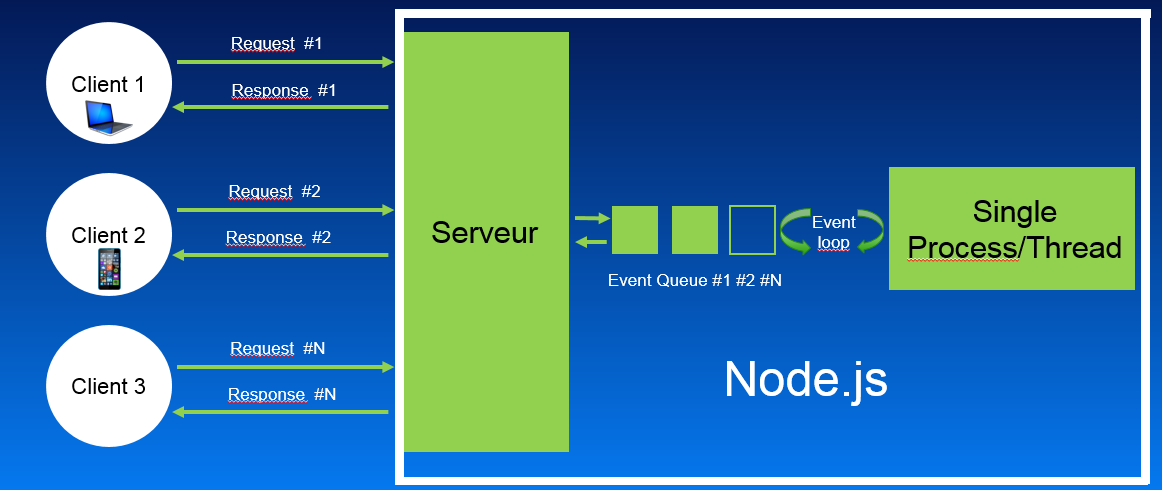 Client 1
Request #1
Response #1
Client 2
Request #2
Response #2
Client 3
Request #N
Response #N
Serveur
Event Queue #1 #2 #N
Event
loop
Single
Process/Thread
Node.js